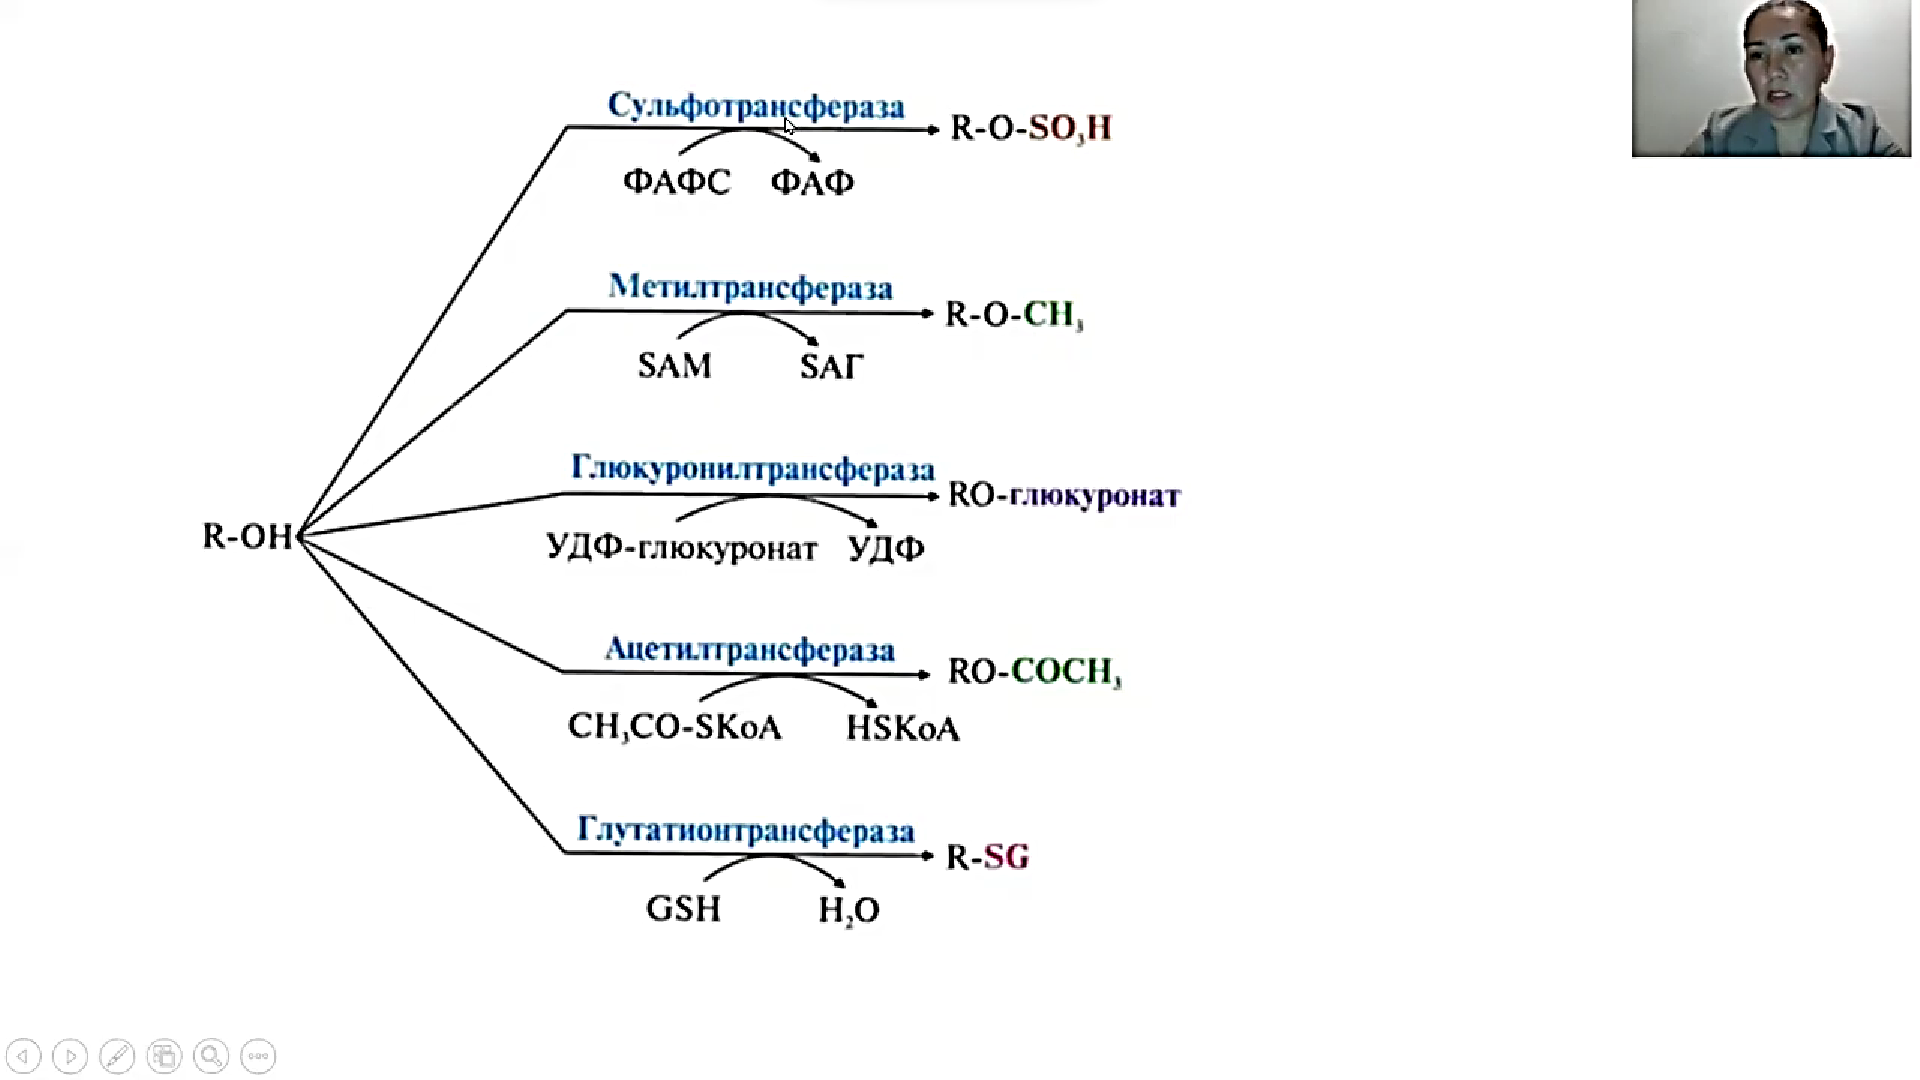 Сульфотрансфераза
R-O-SO₃H
ФАФС ФАФ
Метилтрансфераза
R-O-CH₃
SAM SAГ
Глюкуронилтрансфераза
RO-глюкуронат
R-OH
УДФ-глюкуронат УДФ
Ацетилтрансфераза
RO-COCH₃
CH₃CO-SKoA HSKoA
Глутатионтрансфераза
R-SG
GSH H₂O